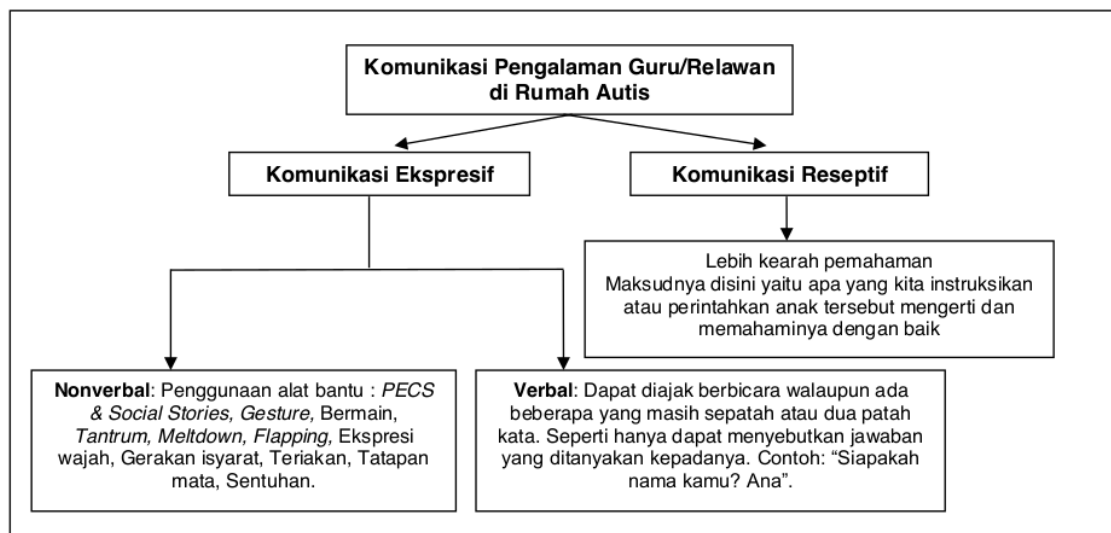 Komunikasi Pengalaman Guru/Relawan
di Rumah Autis
Komunikasi Ekspresif
Komunikasi Reseptif
Lebih kearah pemahaman
Maksudnya disini yaitu apa yang kita instruksikan
atau perintahkan anak tersebut mengerti dan
memahaminya dengan baik
Nonverbal: Penggunaan alat bantu : PECS
& Social Stories, Gesture, Bermain,
Tantrum, Meltdown, Flapping, Ekspresi
wajah, Gerakan isyarat, Teriakan, Tatapan
mata, Sentuhan.
Verbal: Dapat diajak berbicara walaupun ada
beberapa yang masih sepatah atau dua patah
kata. Seperti hanya dapat menyebutkan jawaban
yang ditanyakan kepadanya. Contoh: “Siapakah
nama kamu? Ana”.